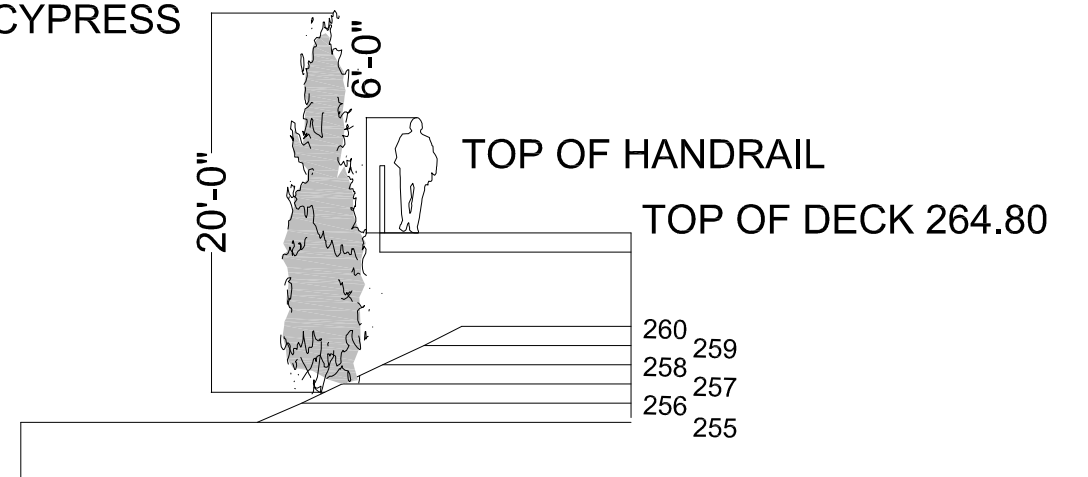 CYPRESS
6'-0"
20'-0"
TOP OF HANDRAIL
TOP OF DECK 264.80
260
259
258
257
256
255